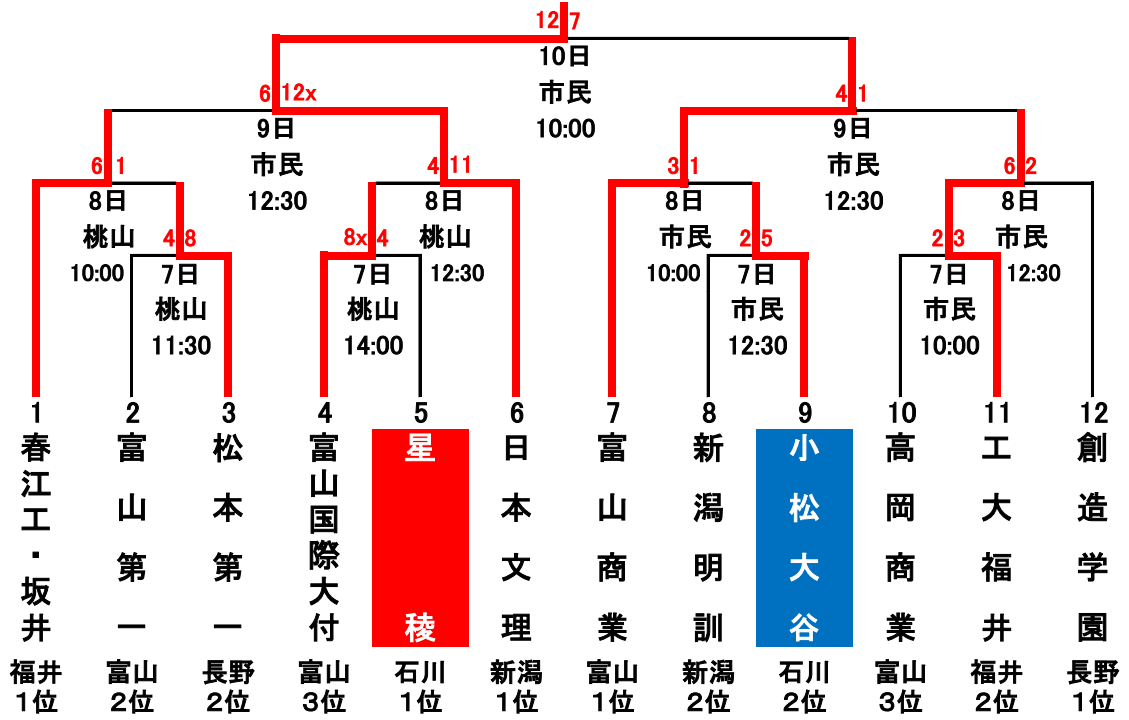 12 7
10日
市民
10:00
6 12x
9日
市民
12:30
4 1
9日
市民
12:30
6 1
8日
桃山
10:00
4 11
8日
桃山
12:30
3 1
8日
市民
10:00
6 2
8日
市民
12:30
4 8
7日
桃山
11:30
8x 4
7日
桃山
14:00
2 5
7日
市民
12:30
2 3
7日
市民
10:00
1 2 3 4 5 6 7 8 9 10 11 12
春江工・坂井
富山第一
松本第一
富山国際大付
星稜
日本文理
富山商業
新潟明訓
小松大谷
高岡商業
工大福井
創造学園
福井 富山 長野 富山 石川 新潟 富山 新潟 石川 富山 福井 長野
1位 2位 2位 3位 1位 1位 1位 2位 2位 3位 2位 1位